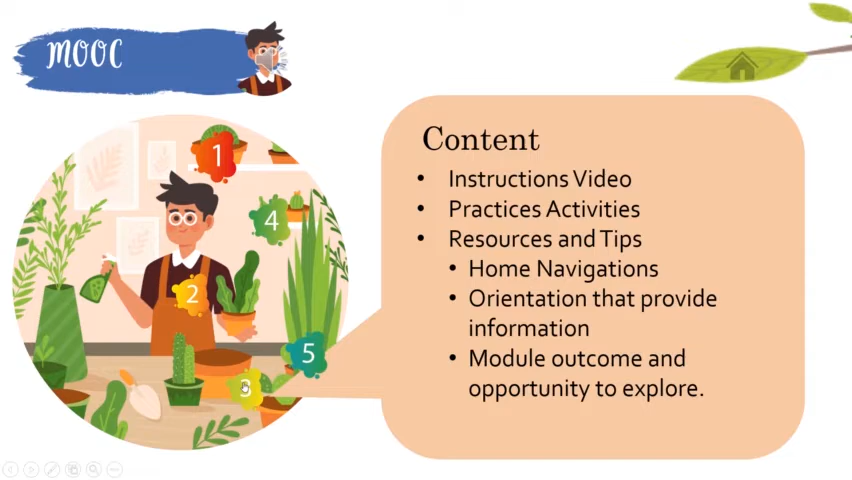 MOOC
1
4
2
5
3
Content
• Instructions Video
• Practices Activities
• Resources and Tips
• Home Navigations
• Orientation that provide
information
• Module outcome and
opportunity to explore.